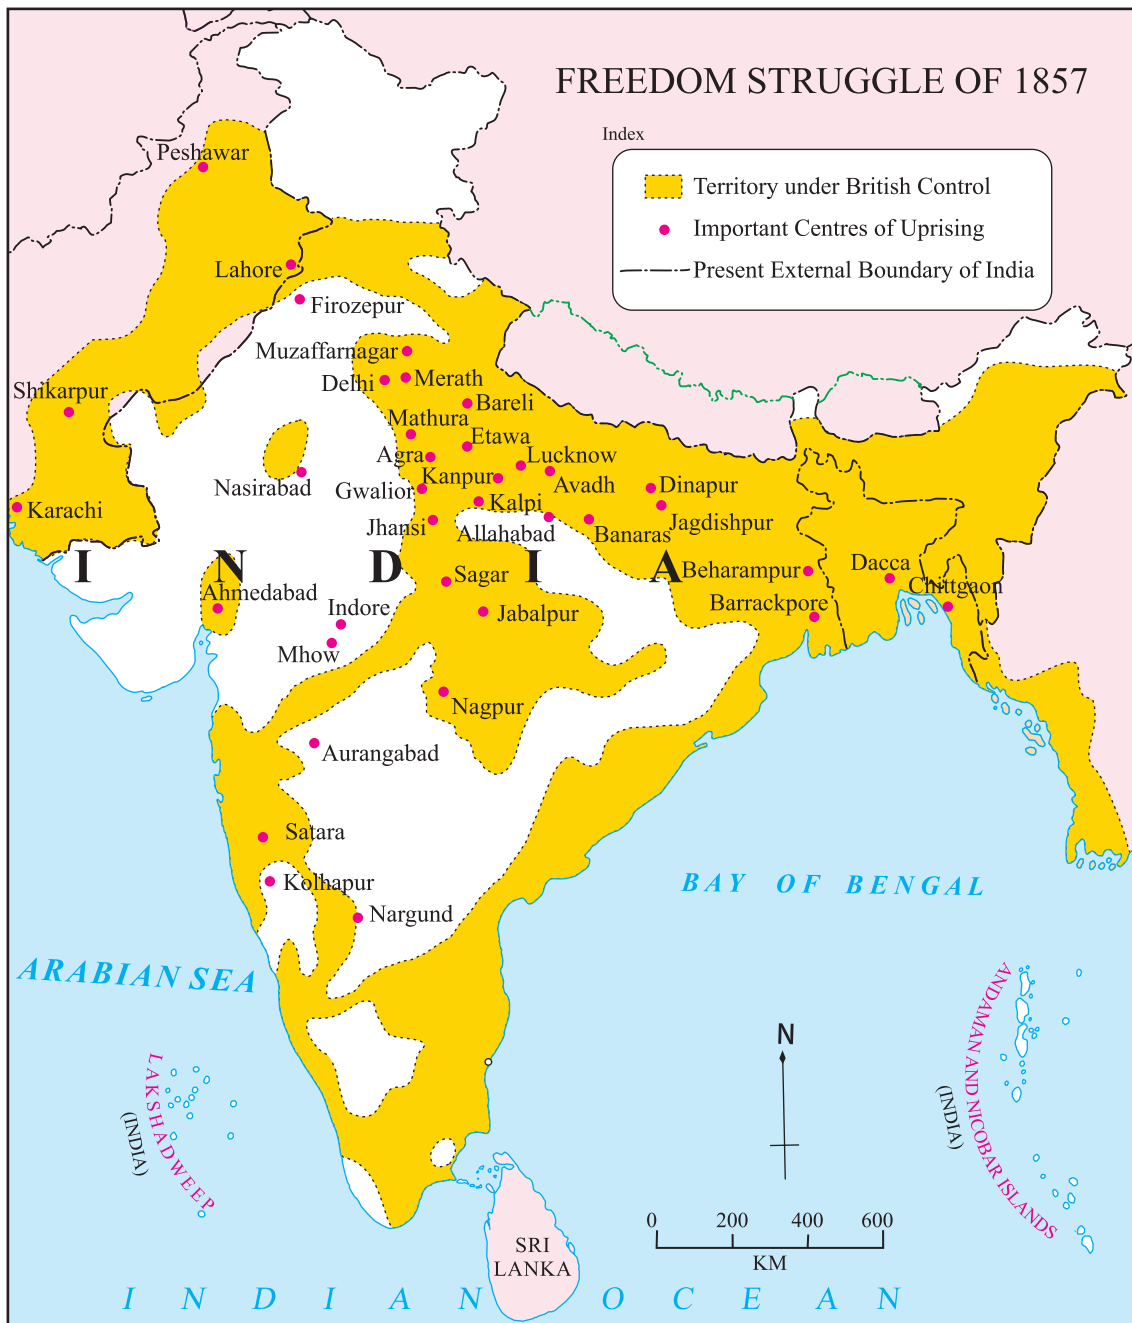 FREEDOM STRUGGLE OF 1857
Index
Territory under British Control
Important Centres of Uprising
Present External Boundary of India
Peshawar
Lahore
Firozepur
Muzaffarnagar
Delhi
Merath
Shikarpur
Bareli
Mathura
Etawa
Agra
Lucknow
Kanpur
Avadh
Nasirabad
Gwalior
Dinapur
Kalpi
Karachi
Jagdishpur
Jhansi
Allahabad
Banaras
I N D I A
Sagar
Beharampur
Dacca
Chittgaon
Ahmedabad
Indore
Jabalpur
Barrackpore
Mhow
Nagpur
Aurangabad
Satara
Kolhapur
Nargund
BAY OF BENGAL
ARABIAN SEA
ANDAMAN AND NICOBAR ISLANDS
(INDIA)
LAKSHADWEEP
(INDIA)
N
0 200 400 600
KM
SRI
LANKA
I N D I A N O C E A N